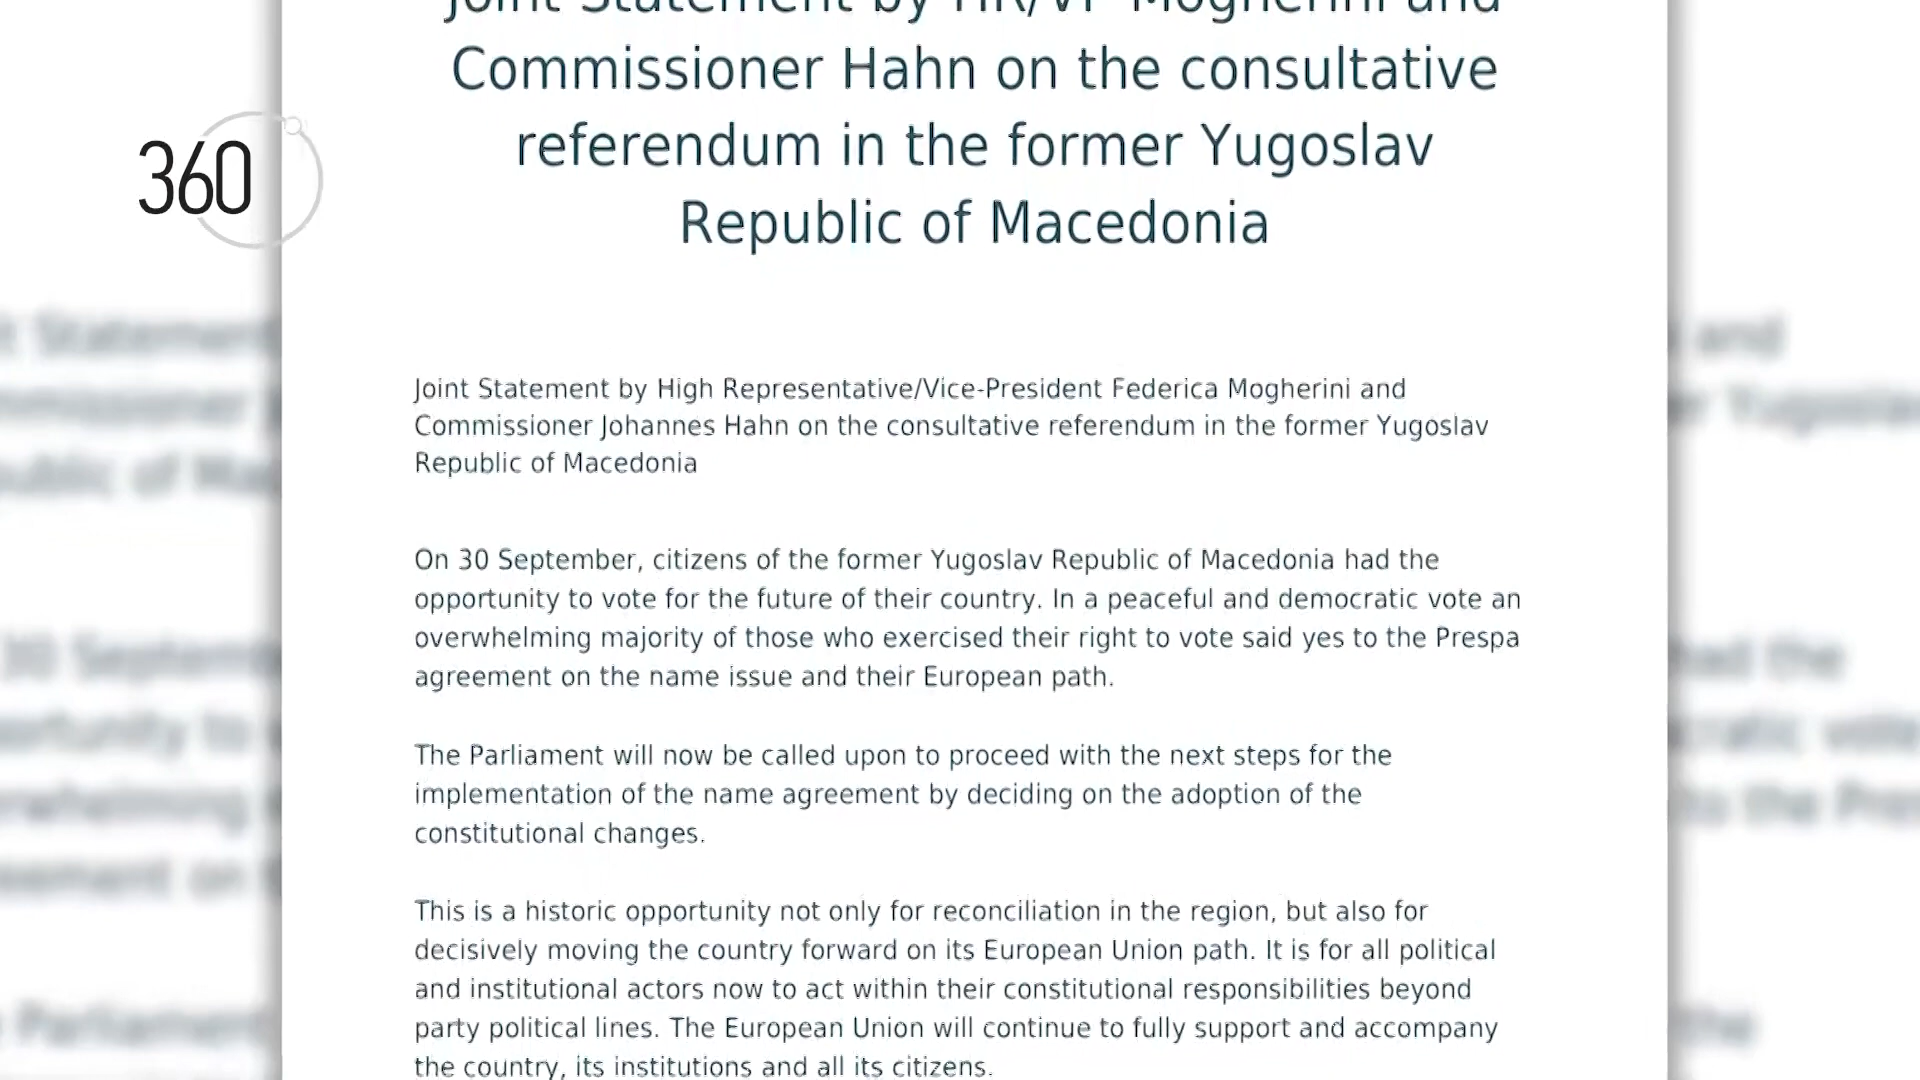 Joint Statement by HR/VP Mogherini and
Commissioner Hahn on the consultative
referendum in the former Yugoslav
Republic of Macedonia
360
Joint Statement by High Representative/Vice-President Federica Mogherini and
Commissioner Johannes Hahn on the consultative referendum in the former Yugoslav
Republic of Macedonia
On 30 September, citizens of the former Yugoslav Republic of Macedonia had the
opportunity to vote for the future of their country. In a peaceful and democratic vote an
overwhelming majority of those who exercised their right to vote said yes to the Prespa
agreement on the name issue and their European path.
The Parliament will now be called upon to proceed with the next steps for the
implementation of the name agreement by deciding on the adoption of the
constitutional changes.
This is a historic opportunity not only for reconciliation in the region, but also for
decisively moving the country forward on its European Union path. It is for all political
and institutional actors now to act within their constitutional responsibilities beyond
party political lines. The European Union will continue to fully support and accompany
the country, its institutions and all its citizens.